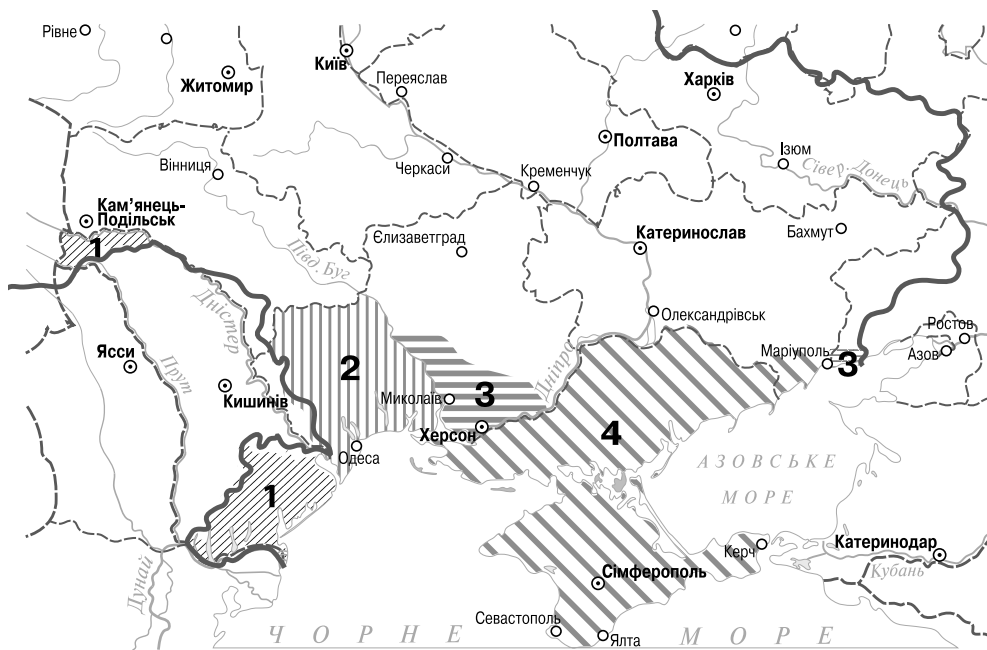 Рівне
Київ
Житомир
Переяслав
Харків
Полтава
Ізюм
Сівер. Донець
Вінниця
Черкаси
Кременчук
Кам’янець-
Подільськ
1
Єлизаветград
Катеринослав
Бахмут
Півд. Буг
Дністер
Олександрівськ
Ростов
Азов
Маріуполь
3
Ясси
Прут
Кишинів
2
Миколаїв
3
Дніпро
Херсон
4
Одеса
АЗОВСЬКЕ
МОРЕ
1
Керч
Катеринодар
Кубань
Дунай
Сімферополь
Севастополь
Ялта
ЧОРНЕ МОРЕ